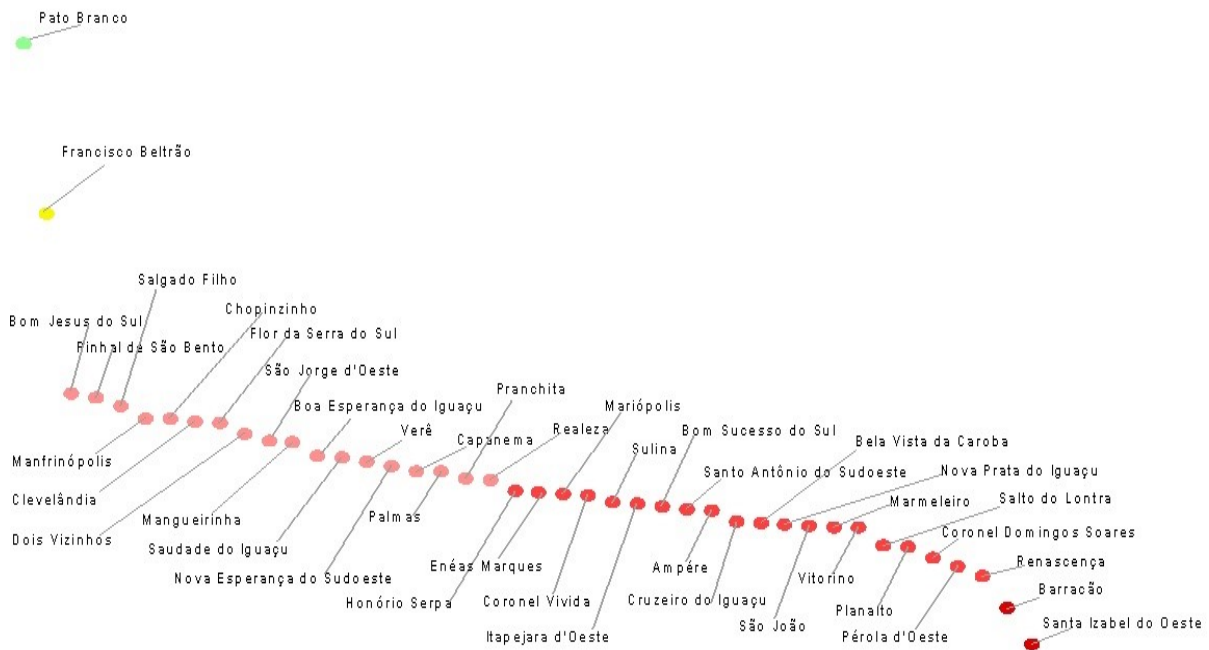 Pato Branco
Francisco Beltrão
Salgado Filho
Chopinzinho
Bom Jesus do Sul
Flor da Serra do Sul
Pinhal de São Bento
São Jorge d'Oeste
Pranchita
Boa Esperança do Iguaçu
Mariópolis
Verê
Realeza
Bom Sucesso do Sul
Capanema
Sulina
Bela Vista da Caroba
Manfrinópolis
Santo Antônio do Sudoeste
Nova Prata do Iguaçu
Clevelândia
Salto do Lontra
Mangueirinha
Palmas
Marmeleiro
Dois Vizinhos
Coronel Domingos Soares
Saudade do Iguaçu
Enéas Marques
Ampére
Renascença
Nova Esperança do Sudoeste
Vitorino
Honório Serpa
Coronel Vivida
Cruzeiro do Iguaçu
Barracão
Planalto
São João
Santa Izabel do Oeste
Itapejara d'Oeste
Pérola d'Oeste